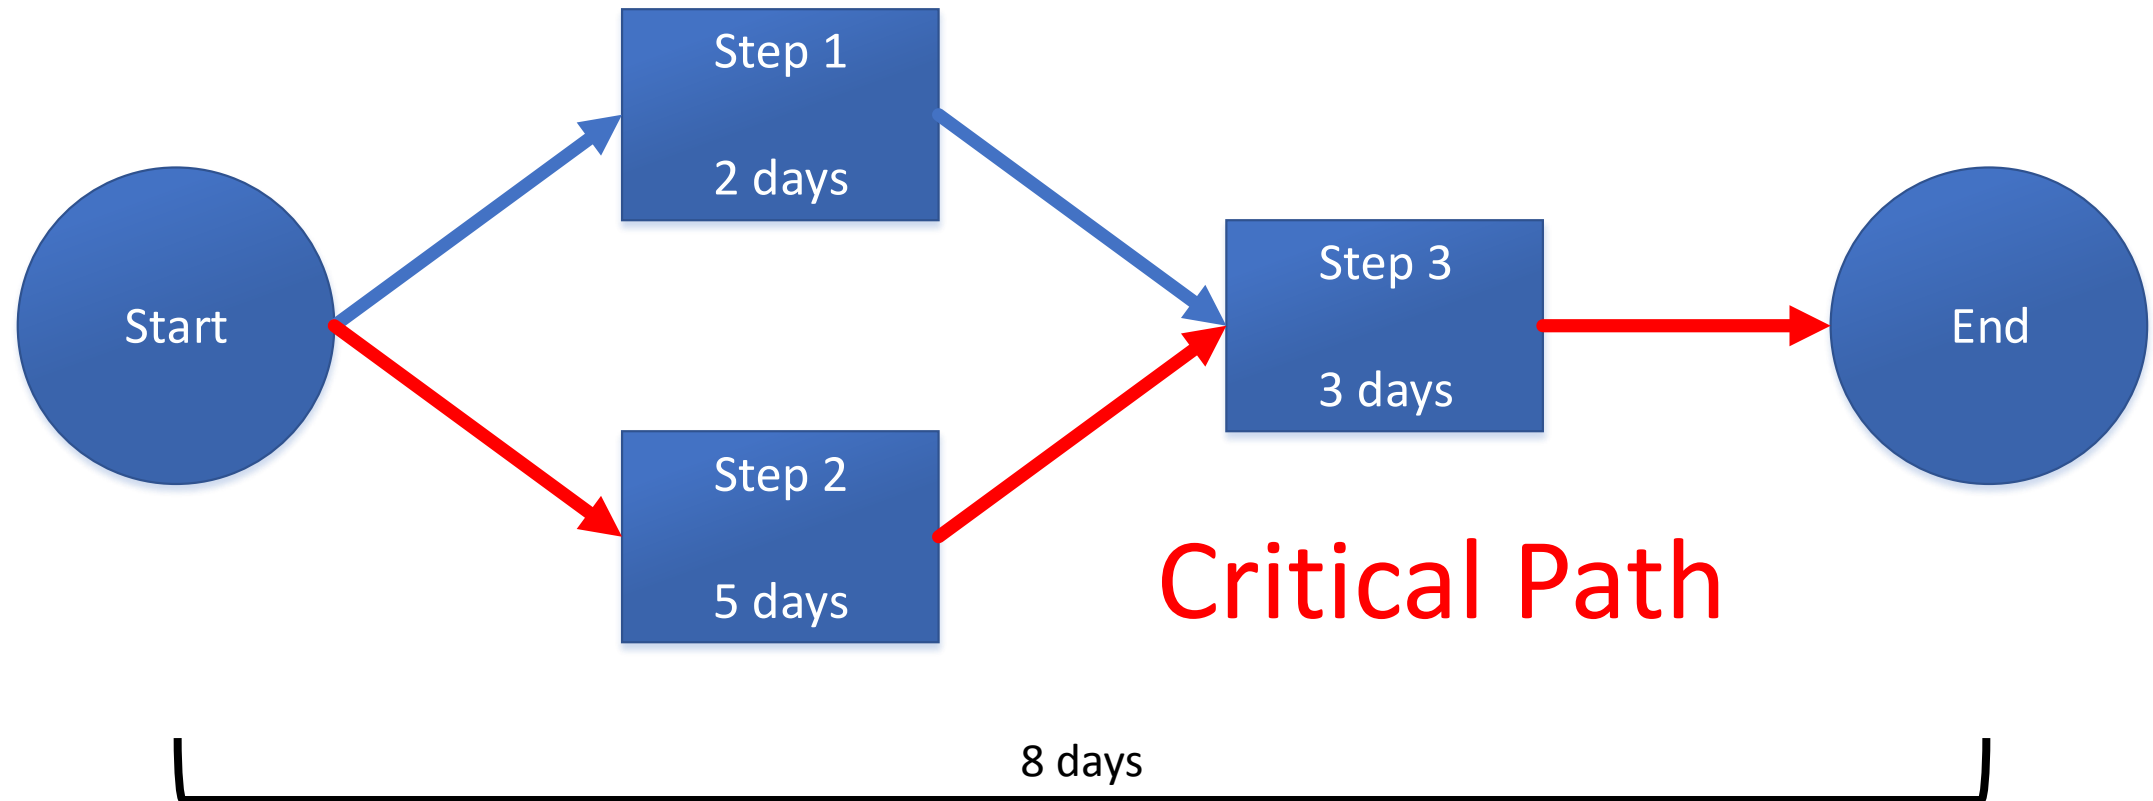 Step 1
2 days
Start
Step 3
3 days
End
Step 2
5 days
Critical Path
8 days